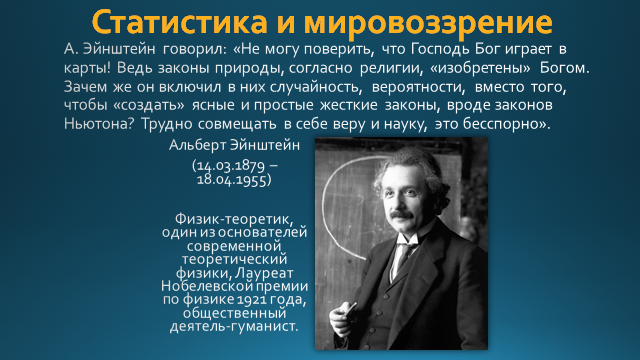 Статистика и мировоззрение
А. Эйнштейн говорил: «Не могу поверить, что Господь Бог играет в
карты! Ведь законы природы, согласно религии, «изобретены» Богом.
Зачем же он включил в них случайность, вероятности, вместо того,
чтобы «создать» ясные и простые жесткие законы, вроде законов
Ньютона? Трудно совмещать в себе веру и науку, это бесспорно».
Альберт Эйнштейн
(14.03.1879 –
18.04.1955)
Физик-теоретик,
один из основателей
современной
теоретический
физики, Лауреат
Нобелевской премии
по физике 1921 года,
общественный
деятель-гуманист.